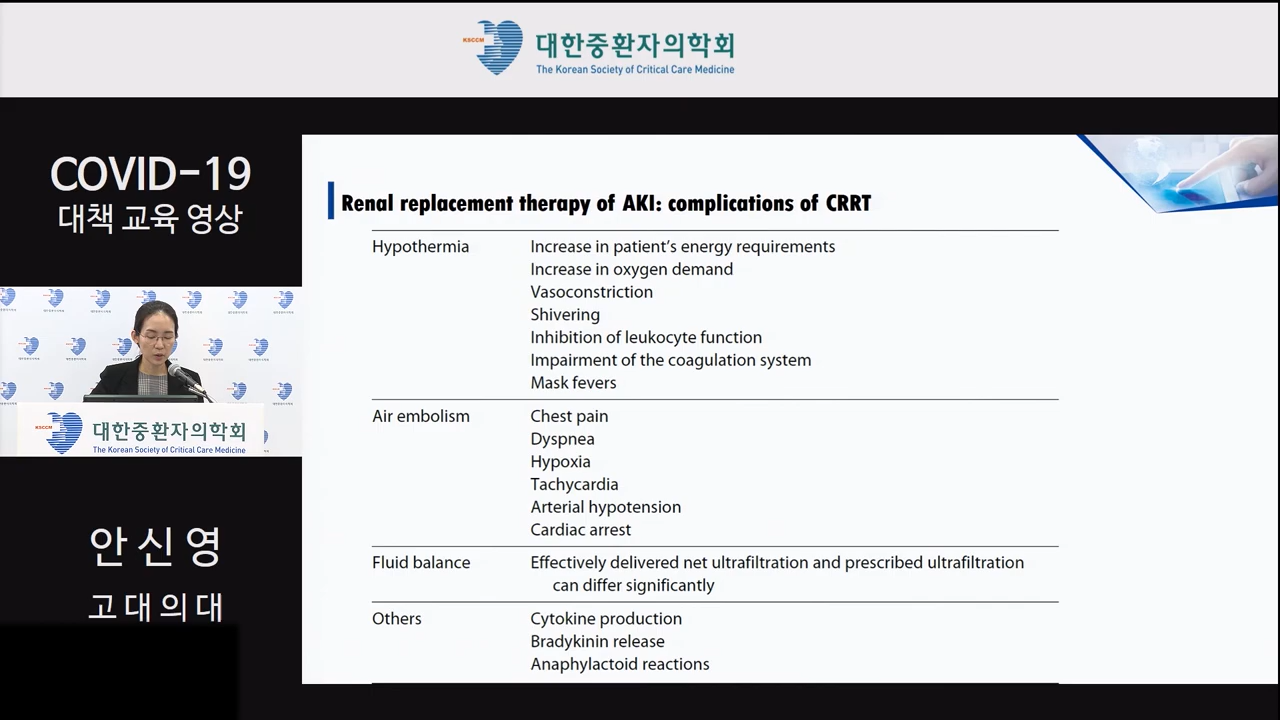 KSCCM
대한중환자의학회
The Korean Society of Critical Care Medicine
COVID-19
대책 교육 영상
KSCCM
대한중환자의학회
The Korean Society of Critical Care Medicine
안신영
고대의대
Renal replacement therapy of AKI: complications of CRRT
Hypothermia Increase in patient's energy requirements
Increase in oxygen demand
Vasoconstriction
Shivering
Inhibition of leukocyte function
Impairment of the coagulation system
Mask fevers
Air embolism Chest pain
Dyspnea
Hypoxia
Tachycardia
Arterial hypotension
Cardiac arrest
Fluid balance Effectively delivered net ultrafiltration and prescribed ultrafiltration
can differ significantly
Others Cytokine production
Bradykinin release
Anaphylactoid reactions